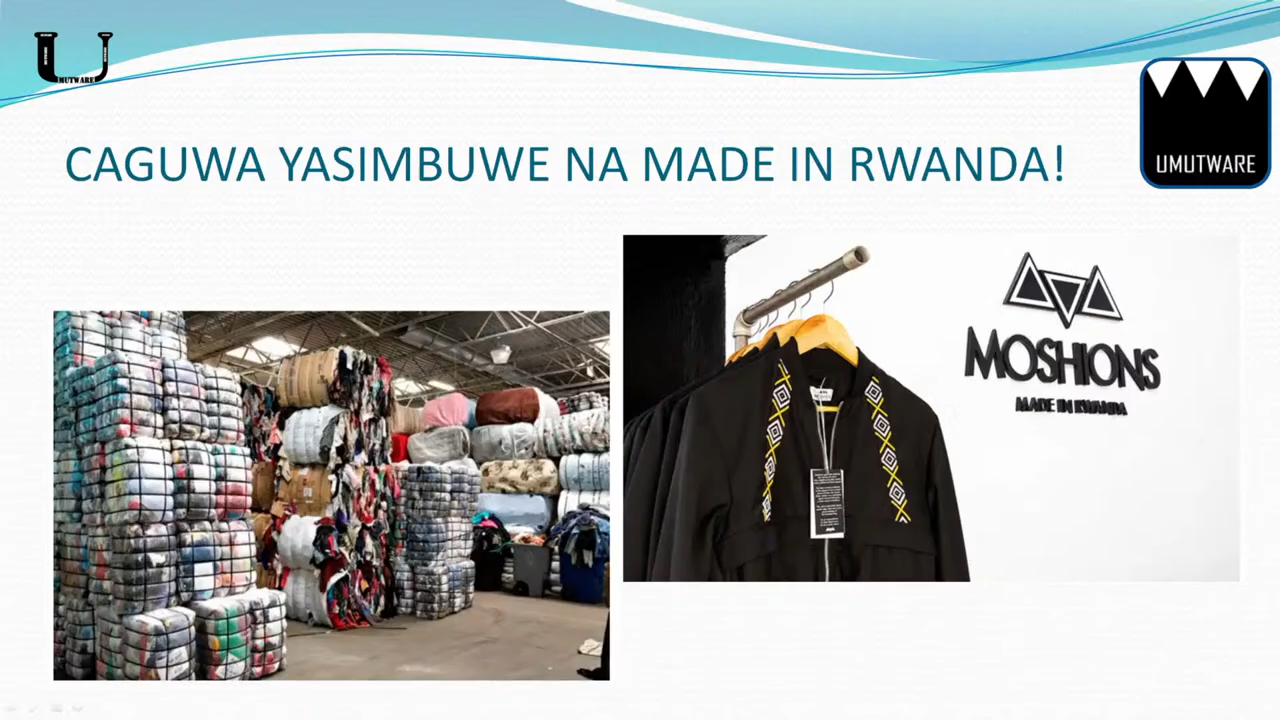 UMUTWARE
CAGUWA YASIMBUWE NA MADE IN RWANDA!
UMUTWARE
MOSHIONS
MADE IN RWANDA